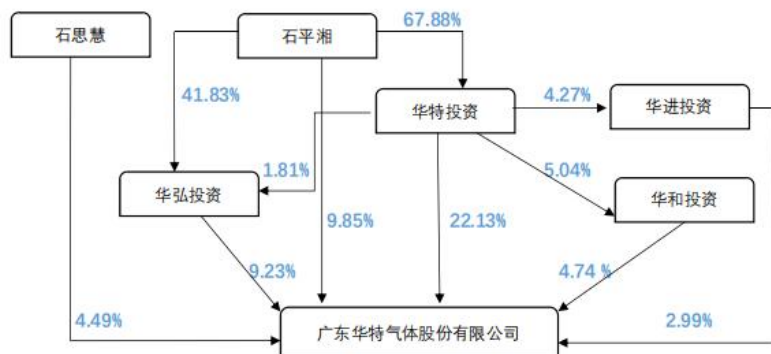 67.88%
石思慧
石平湘
41.83%
华特投资
4.27%
华进投资
1.81%
5.04%
华弘投资
华和投资
9.85%
22.13%
9.23%
4.74 %
4.49%
广东华特气体股份有限公司
2.99%